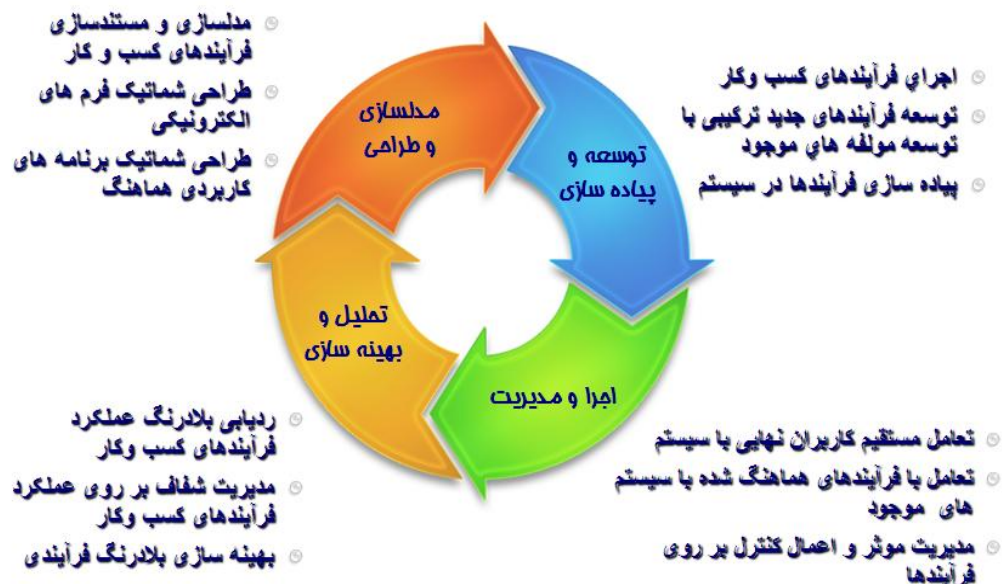 مدلسازی و مستندسازی
فرآیندهای کسب و کار
طراحی شماتیک فرم های
الکترونیکی
طراحی شماتیک برنامه های
کاربردی هماهنگ
مدلسازی
و طراحی
توسعه و
پیاده سازی
اجراي فرآیندهای کسب وکار
توسعه فرآیندهای جدید ترکیبی با
توسعه مولفه هاي موجود
پیاده سازی فرآیندها در سیستم
تحلیل و
بهینه سازی
اجرا و مدیریت
ردیابی بلادرنگ عملکرد
فرآیندهای کسب وکار
مدیریت شفاف بر روی عملکرد
فرآیندهای کسب وکار
بهینه سازی بلادرنگ فرآیندی
تعامل مستقیم کاربران نهایی با سیستم
تعامل با فرآیندهای هماهنگ شده با سیستم
های موجود
مدیریت موثر و اعمال کنترل بر روی
فرآیندها